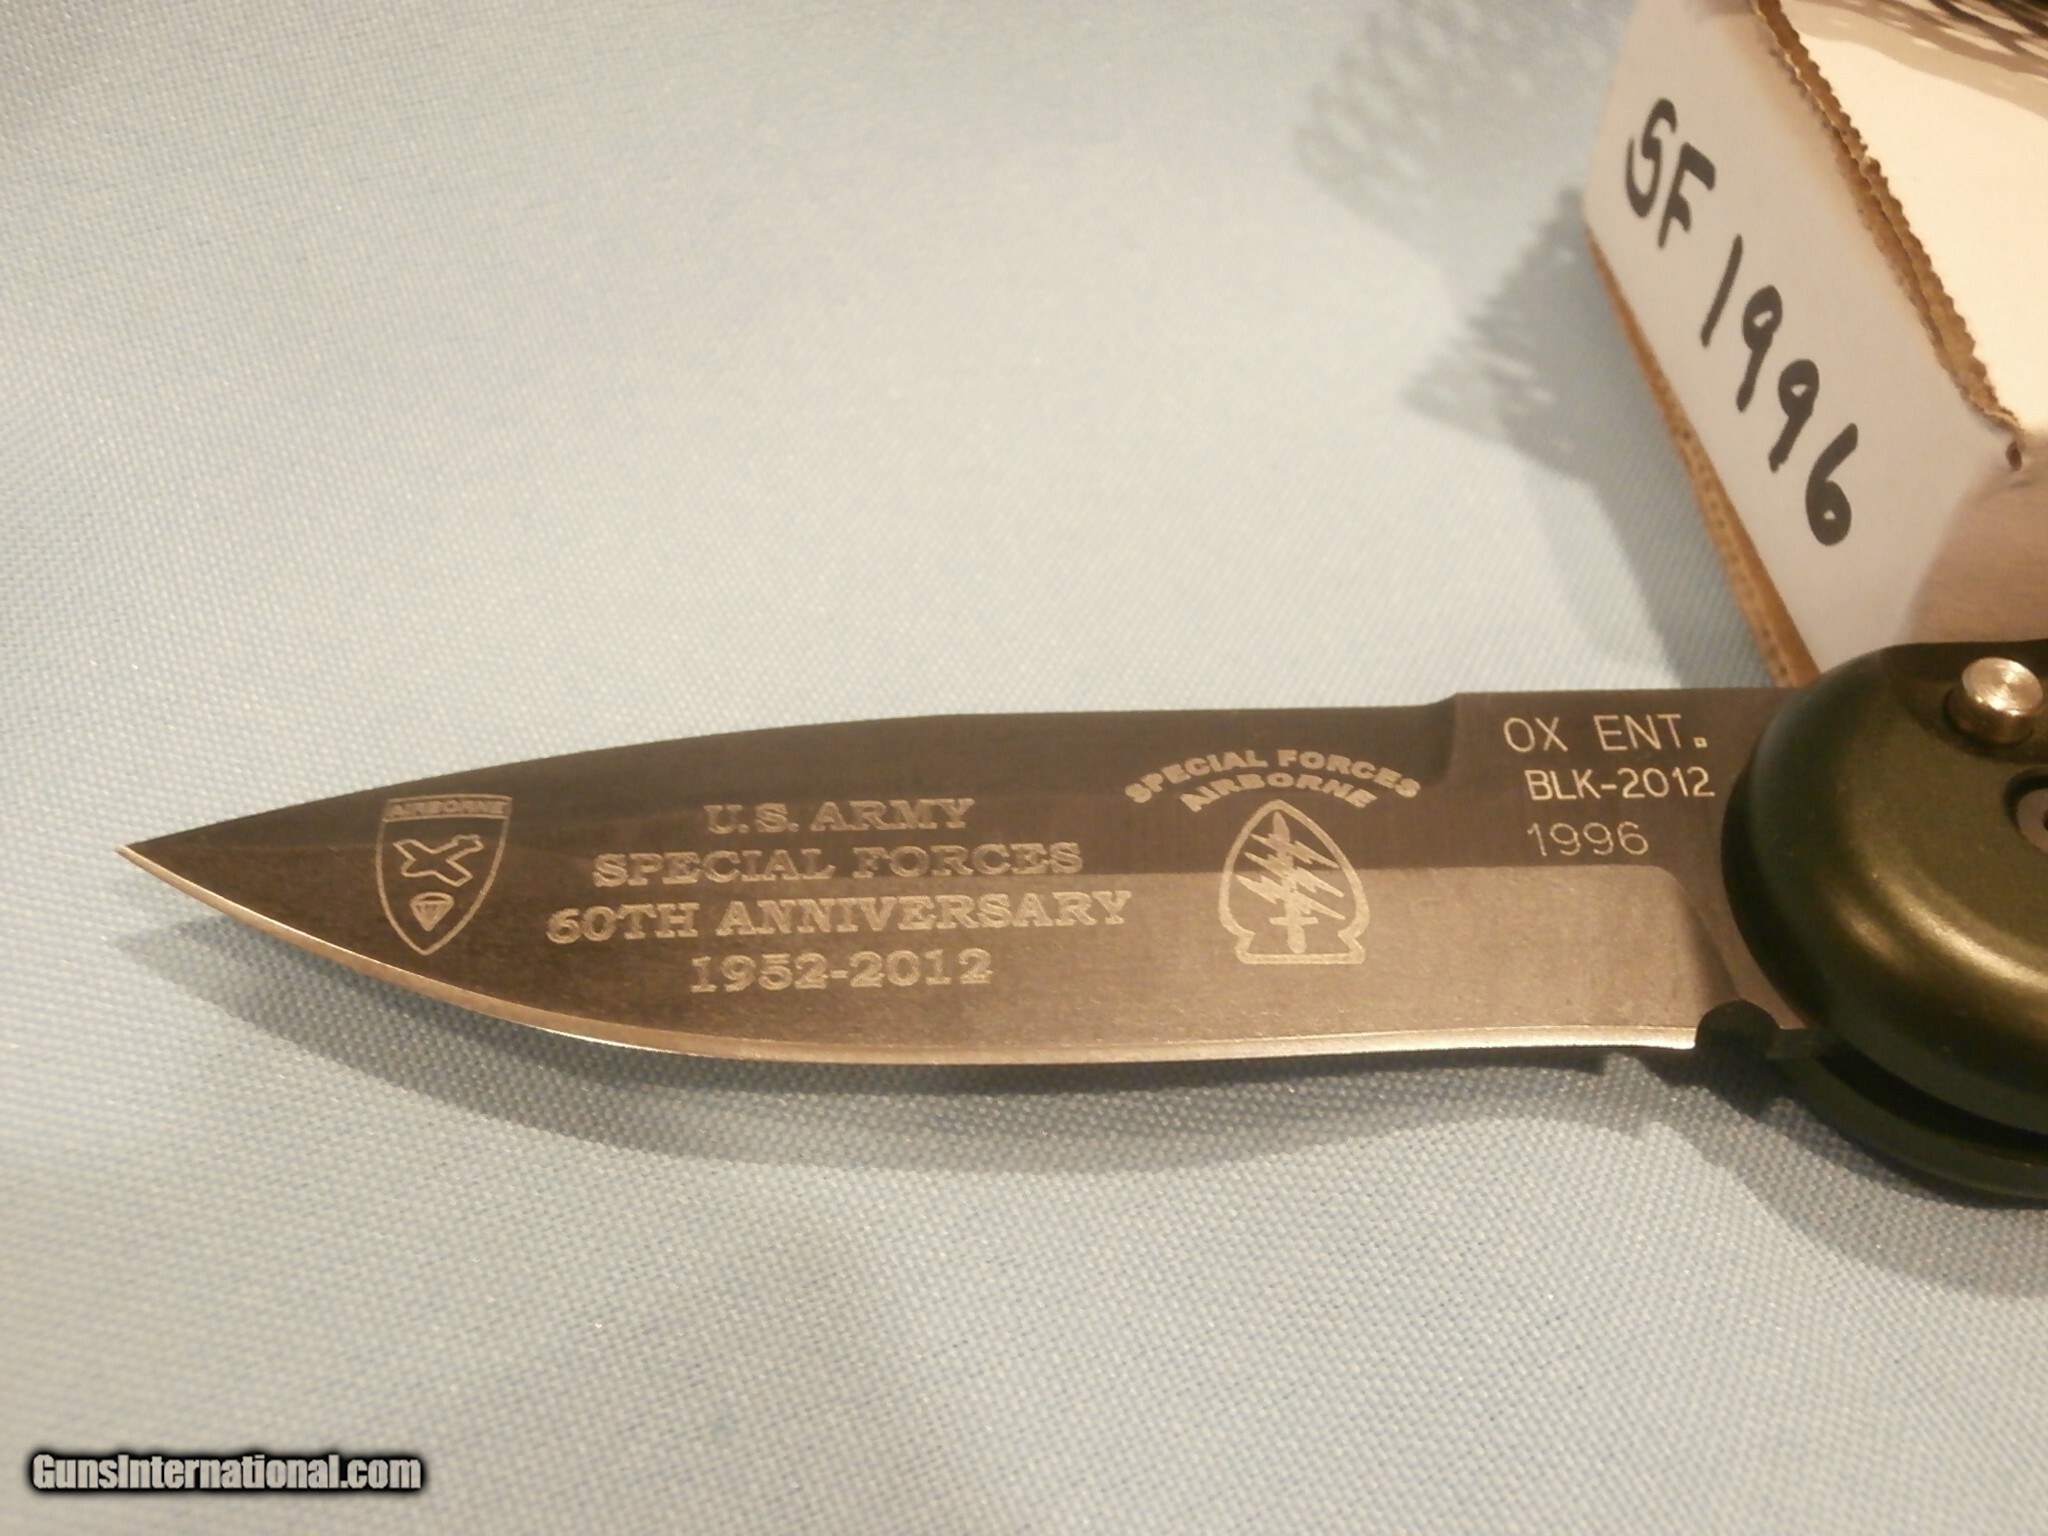 SF 1996
AIRBORNE
U.S. ARMY
SPECIAL FORCES
60TH ANNIVERSARY
1952-2012
SPECIAL FORCES
AIRBORNE
OX ENT.
BLK-2012
1996
GunsInternational.com